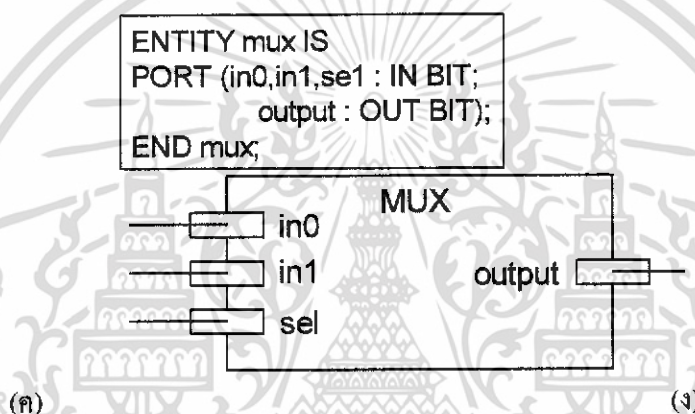 ENTITY mux IS
PORT (in0,in1,se1 : IN BIT;
output : OUT BIT);
END mux;
MUX
in0
in1
output
sel
(ค)
(ง)